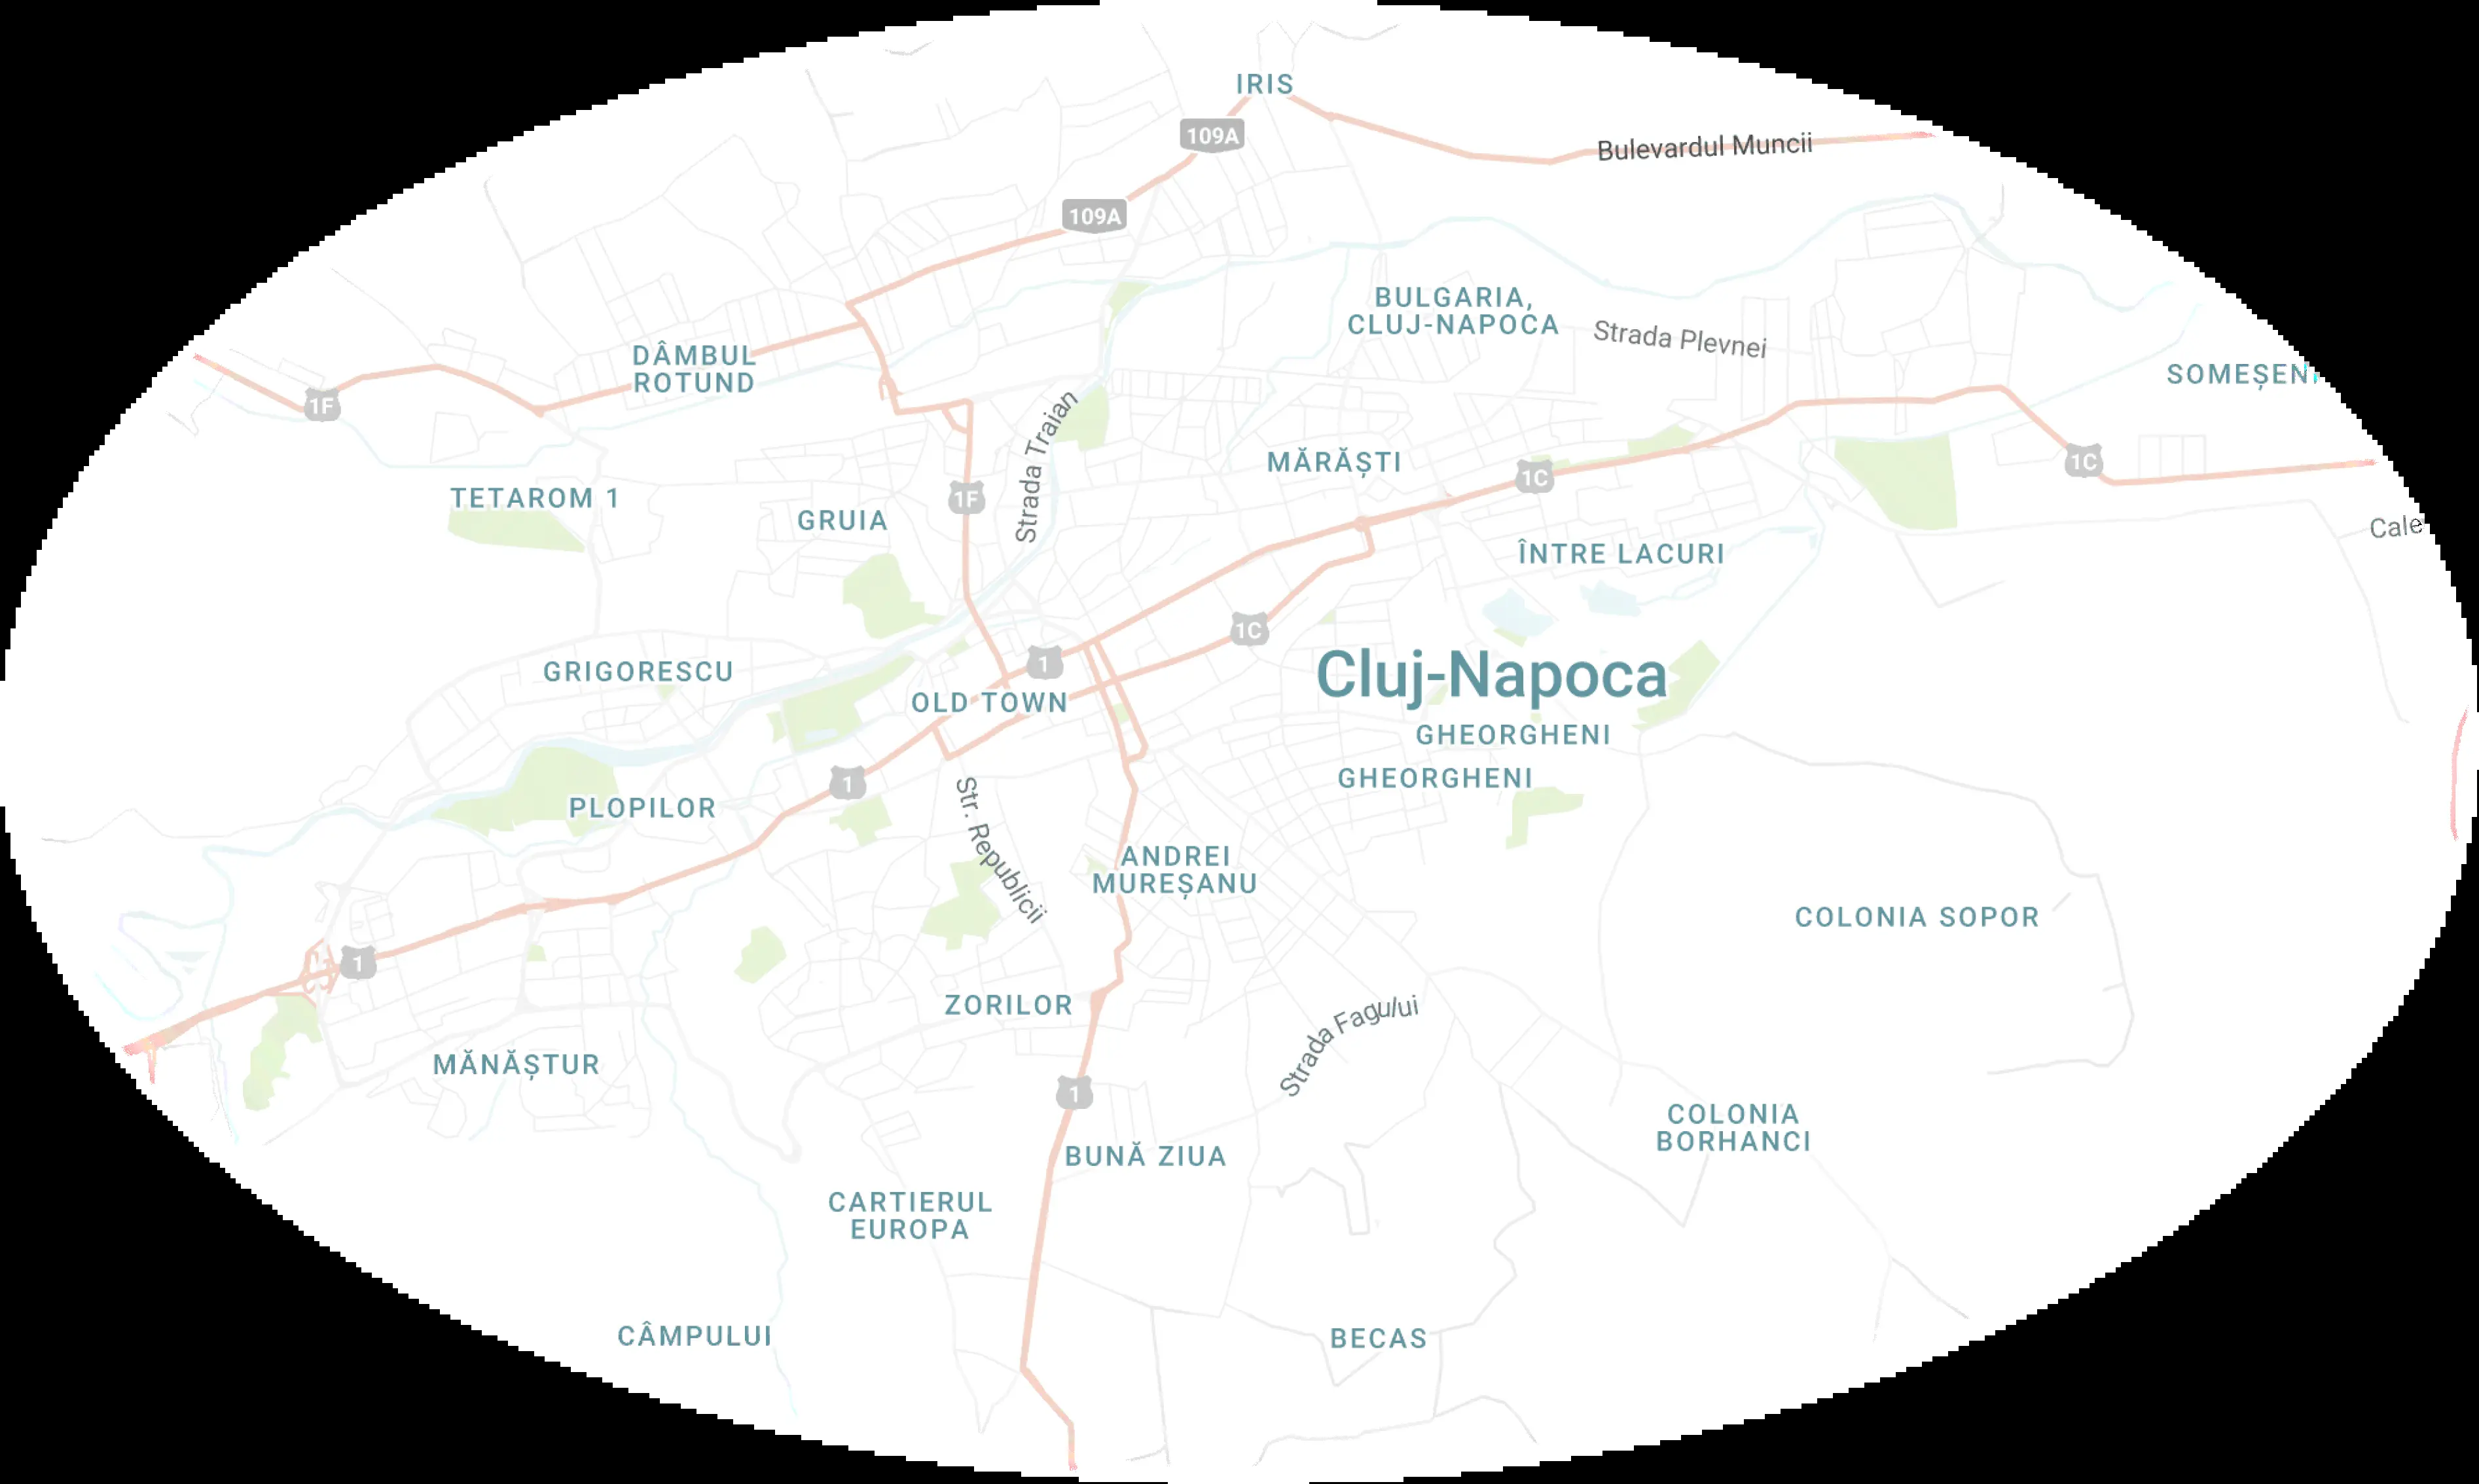 IRIS
109A
Bulevardul Muncii
109A
BULGARIA,
CLUJ-NAPOCA
Strada Plevnei
DÂMBUL
ROTUND
SOMEȘENI
1F
Strada Traian
MĂRĂȘTI
1C
1C
TETAROM 1
1F
GRUIA
Cale
ÎNTRE LACURI
1C
GRIGORESCU
1
Cluj-Napoca
OLD TOWN
GHEORGHENI
1
GHEORGHENI
PLOPILOR
Str. Republicii
ANDREI
MUREȘANU
COLONIA SOPOR
1
ZORILOR
Strada Fagului
MĂNĂȘTUR
1
COLONIA
BORHANCI
BUNĂ ZIUA
CARTIERUL
EUROPA
CÂMPULUI
BECAS